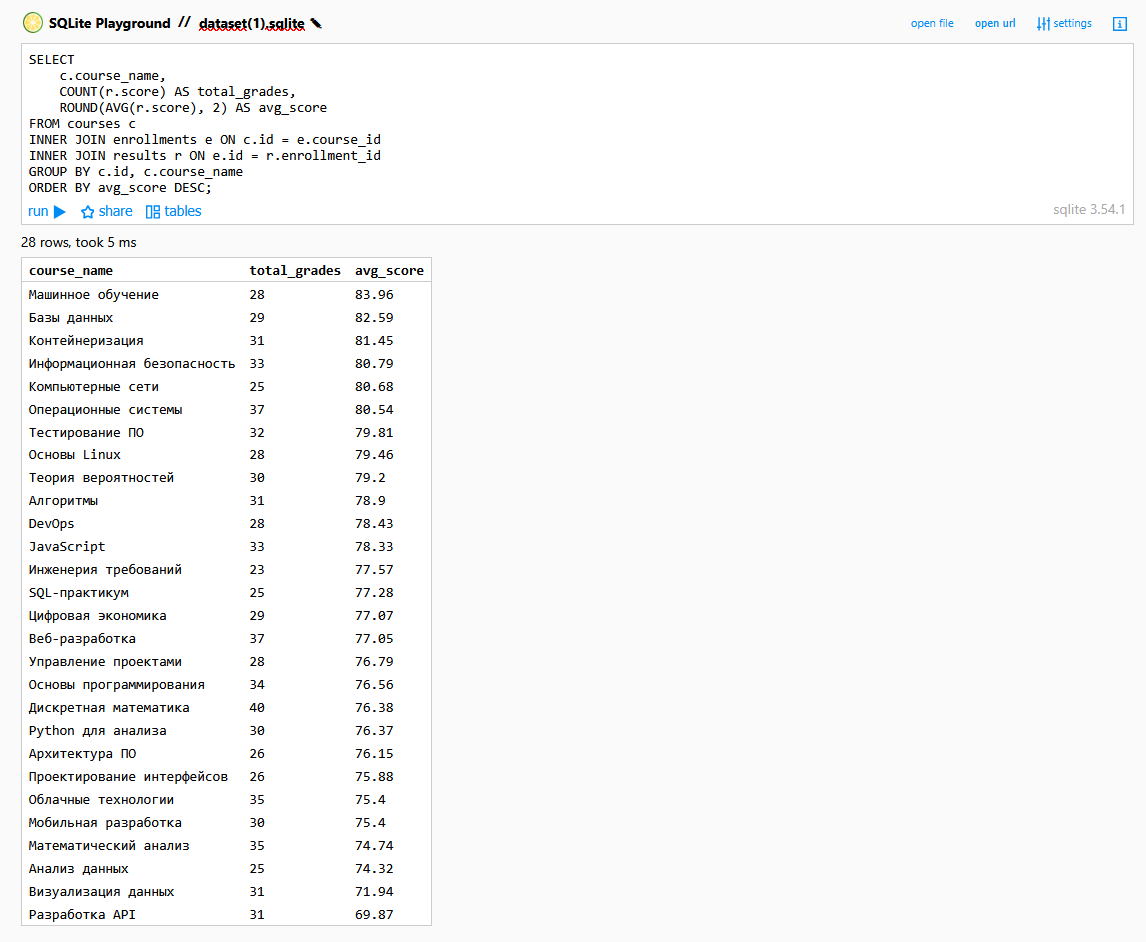 SQLite Playground // dataset(1).sqlite
open file open url settings
SELECT
c.course_name,
COUNT(r.score) AS total_grades,
ROUND(AVG(r.score), 2) AS avg_score
FROM courses c
INNER JOIN enrollments e ON c.id = e.course_id
INNER JOIN results r ON e.id = r.enrollment_id
GROUP BY c.id, c.course_name
ORDER BY avg_score DESC;
run share tables sqlite 3.54.1
28 rows, took 5 ms
course_name total_grades avg_score
Машинное обучение 28 83.96
Базы данных 29 82.59
Контейнеризация 31 81.45
Информационная безопасность 33 80.79
Компьютерные сети 25 80.68
Операционные системы 37 80.54
Тестирование ПО 32 79.81
Основы Linux 28 79.46
Теория вероятностей 30 79.2
Алгоритмы 31 78.9
DevOps 28 78.43
JavaScript 33 78.33
Инженерия требований 23 77.57
SQL-практикум 25 77.28
Цифровая экономика 29 77.07
Веб-разработка 37 77.05
Управление проектами 28 76.79
Основы программирования 34 76.56
Дискретная математика 40 76.38
Python для анализа 30 76.37
Архитектура ПО 26 76.15
Проектирование интерфейсов 26 75.88
Облачные технологии 35 75.4
Мобильная разработка 30 75.4
Математический анализ 35 74.74
Анализ данных 25 74.32
Визуализация данных 31 71.94
Разработка API 31 69.87